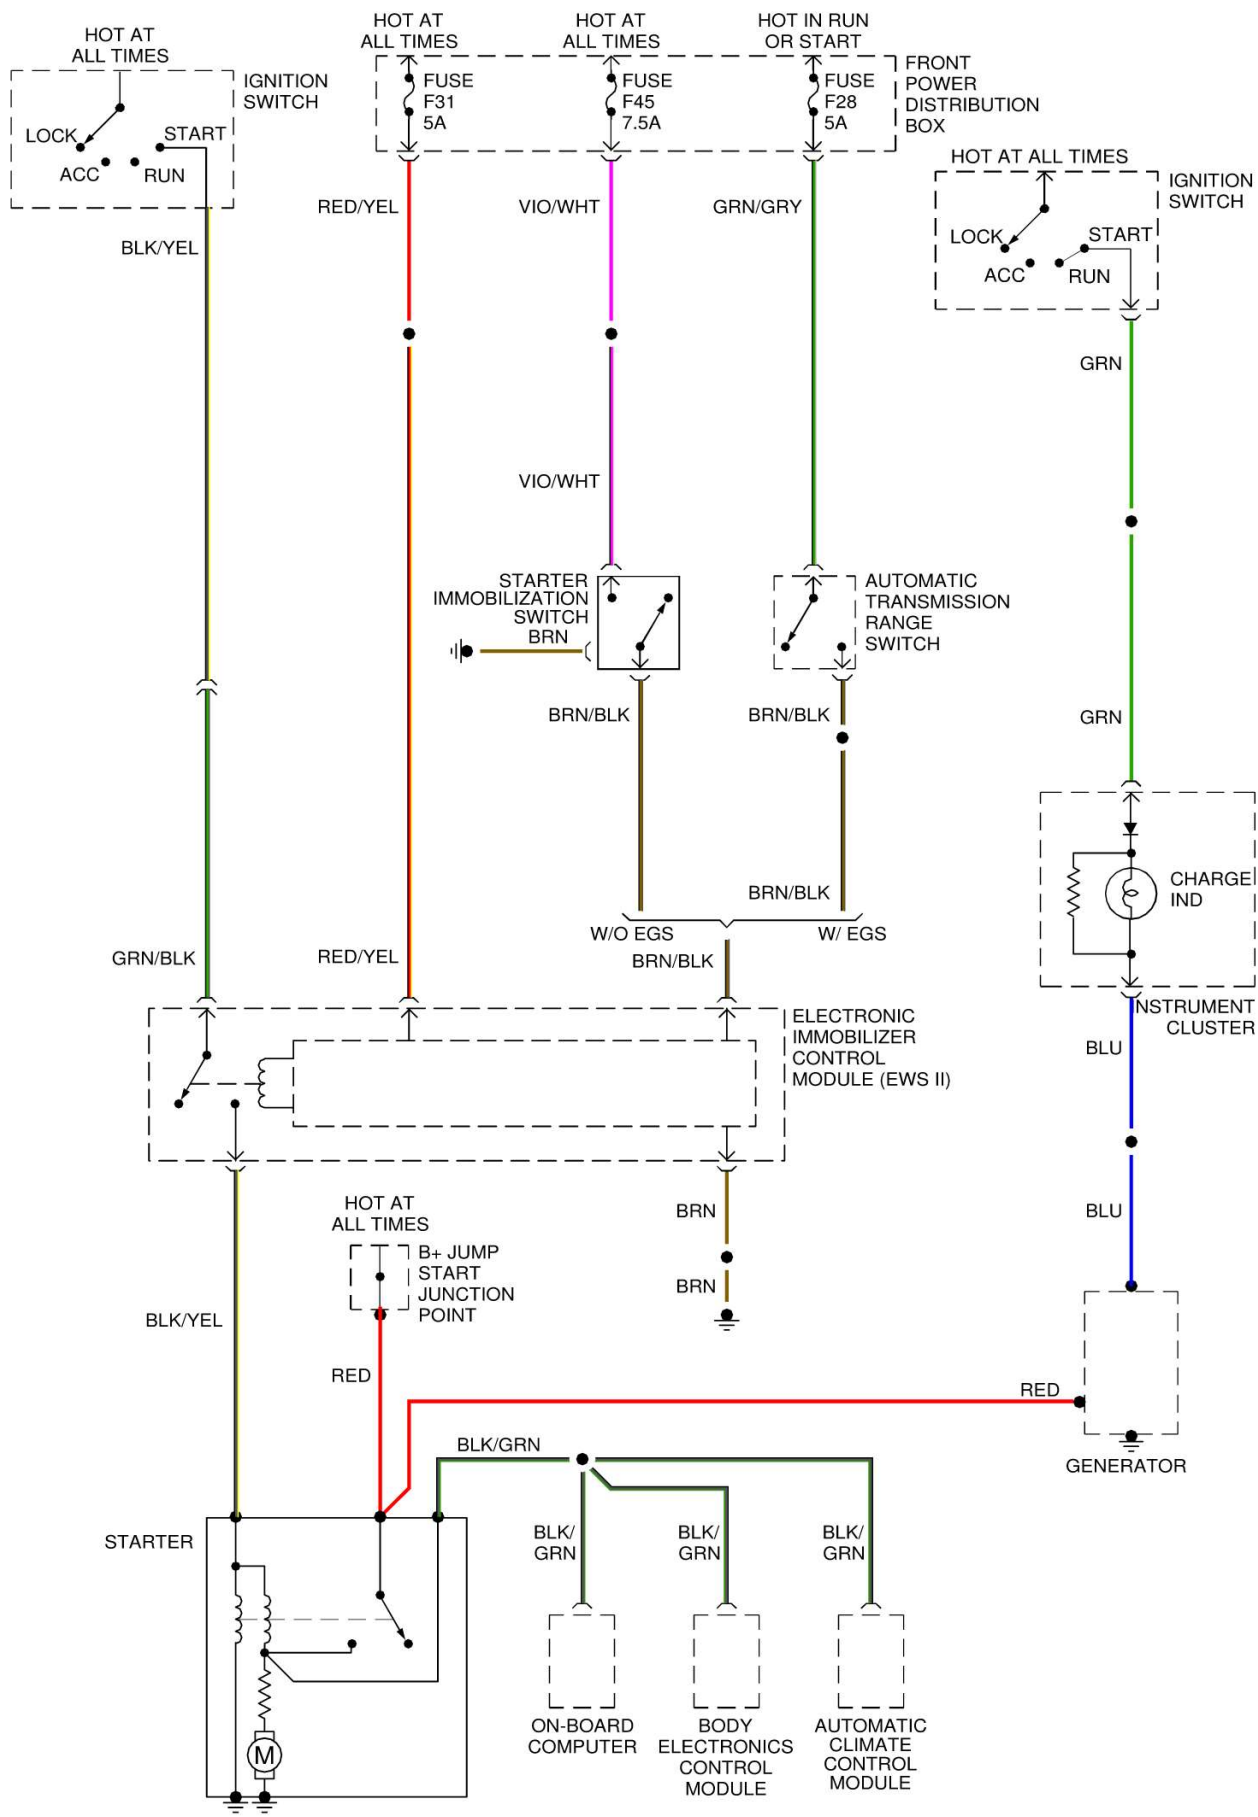 HOT AT
ALL TIMES
IGNITION
SWITCH
LOCK
START
ACC
RUN
BLK/YEL
HOT AT
ALL TIMES
HOT AT
ALL TIMES
HOT IN RUN
OR START
FUSE
F31
5A
FUSE
F45
7.5A
FUSE
F28
5A
FRONT
POWER
DISTRIBUTION
BOX
HOT AT ALL TIMES
IGNITION
SWITCH
LOCK
START
ACC
RUN
RED/YEL
VIO/WHT
GRN/GRY
GRN
VIO/WHT
STARTER
IMMOBILIZATION
SWITCH
BRN
AUTOMATIC
TRANSMISSION
RANGE
SWITCH
BRN/BLK
BRN/BLK
GRN
BRN/BLK
CHARGE
IND
W/O EGS
W/ EGS
GRN/BLK
RED/YEL
BRN/BLK
NSTRUMENT
CLUSTER
ELECTRONIC
IMMOBILIZER
CONTROL
MODULE (EWS II)
BLU
BRN
BLU
HOT AT
ALL TIMES
B+ JUMP
START
JUNCTION
POINT
BRN
BLK/YEL
RED
RED
BLK/GRN
GENERATOR
STARTER
BLK/
GRN
BLK/
GRN
BLK/
GRN
M
ON-BOARD
COMPUTER
BODY
ELECTRONICS
CONTROL
MODULE
AUTOMATIC
CLIMATE
CONTROL
MODULE